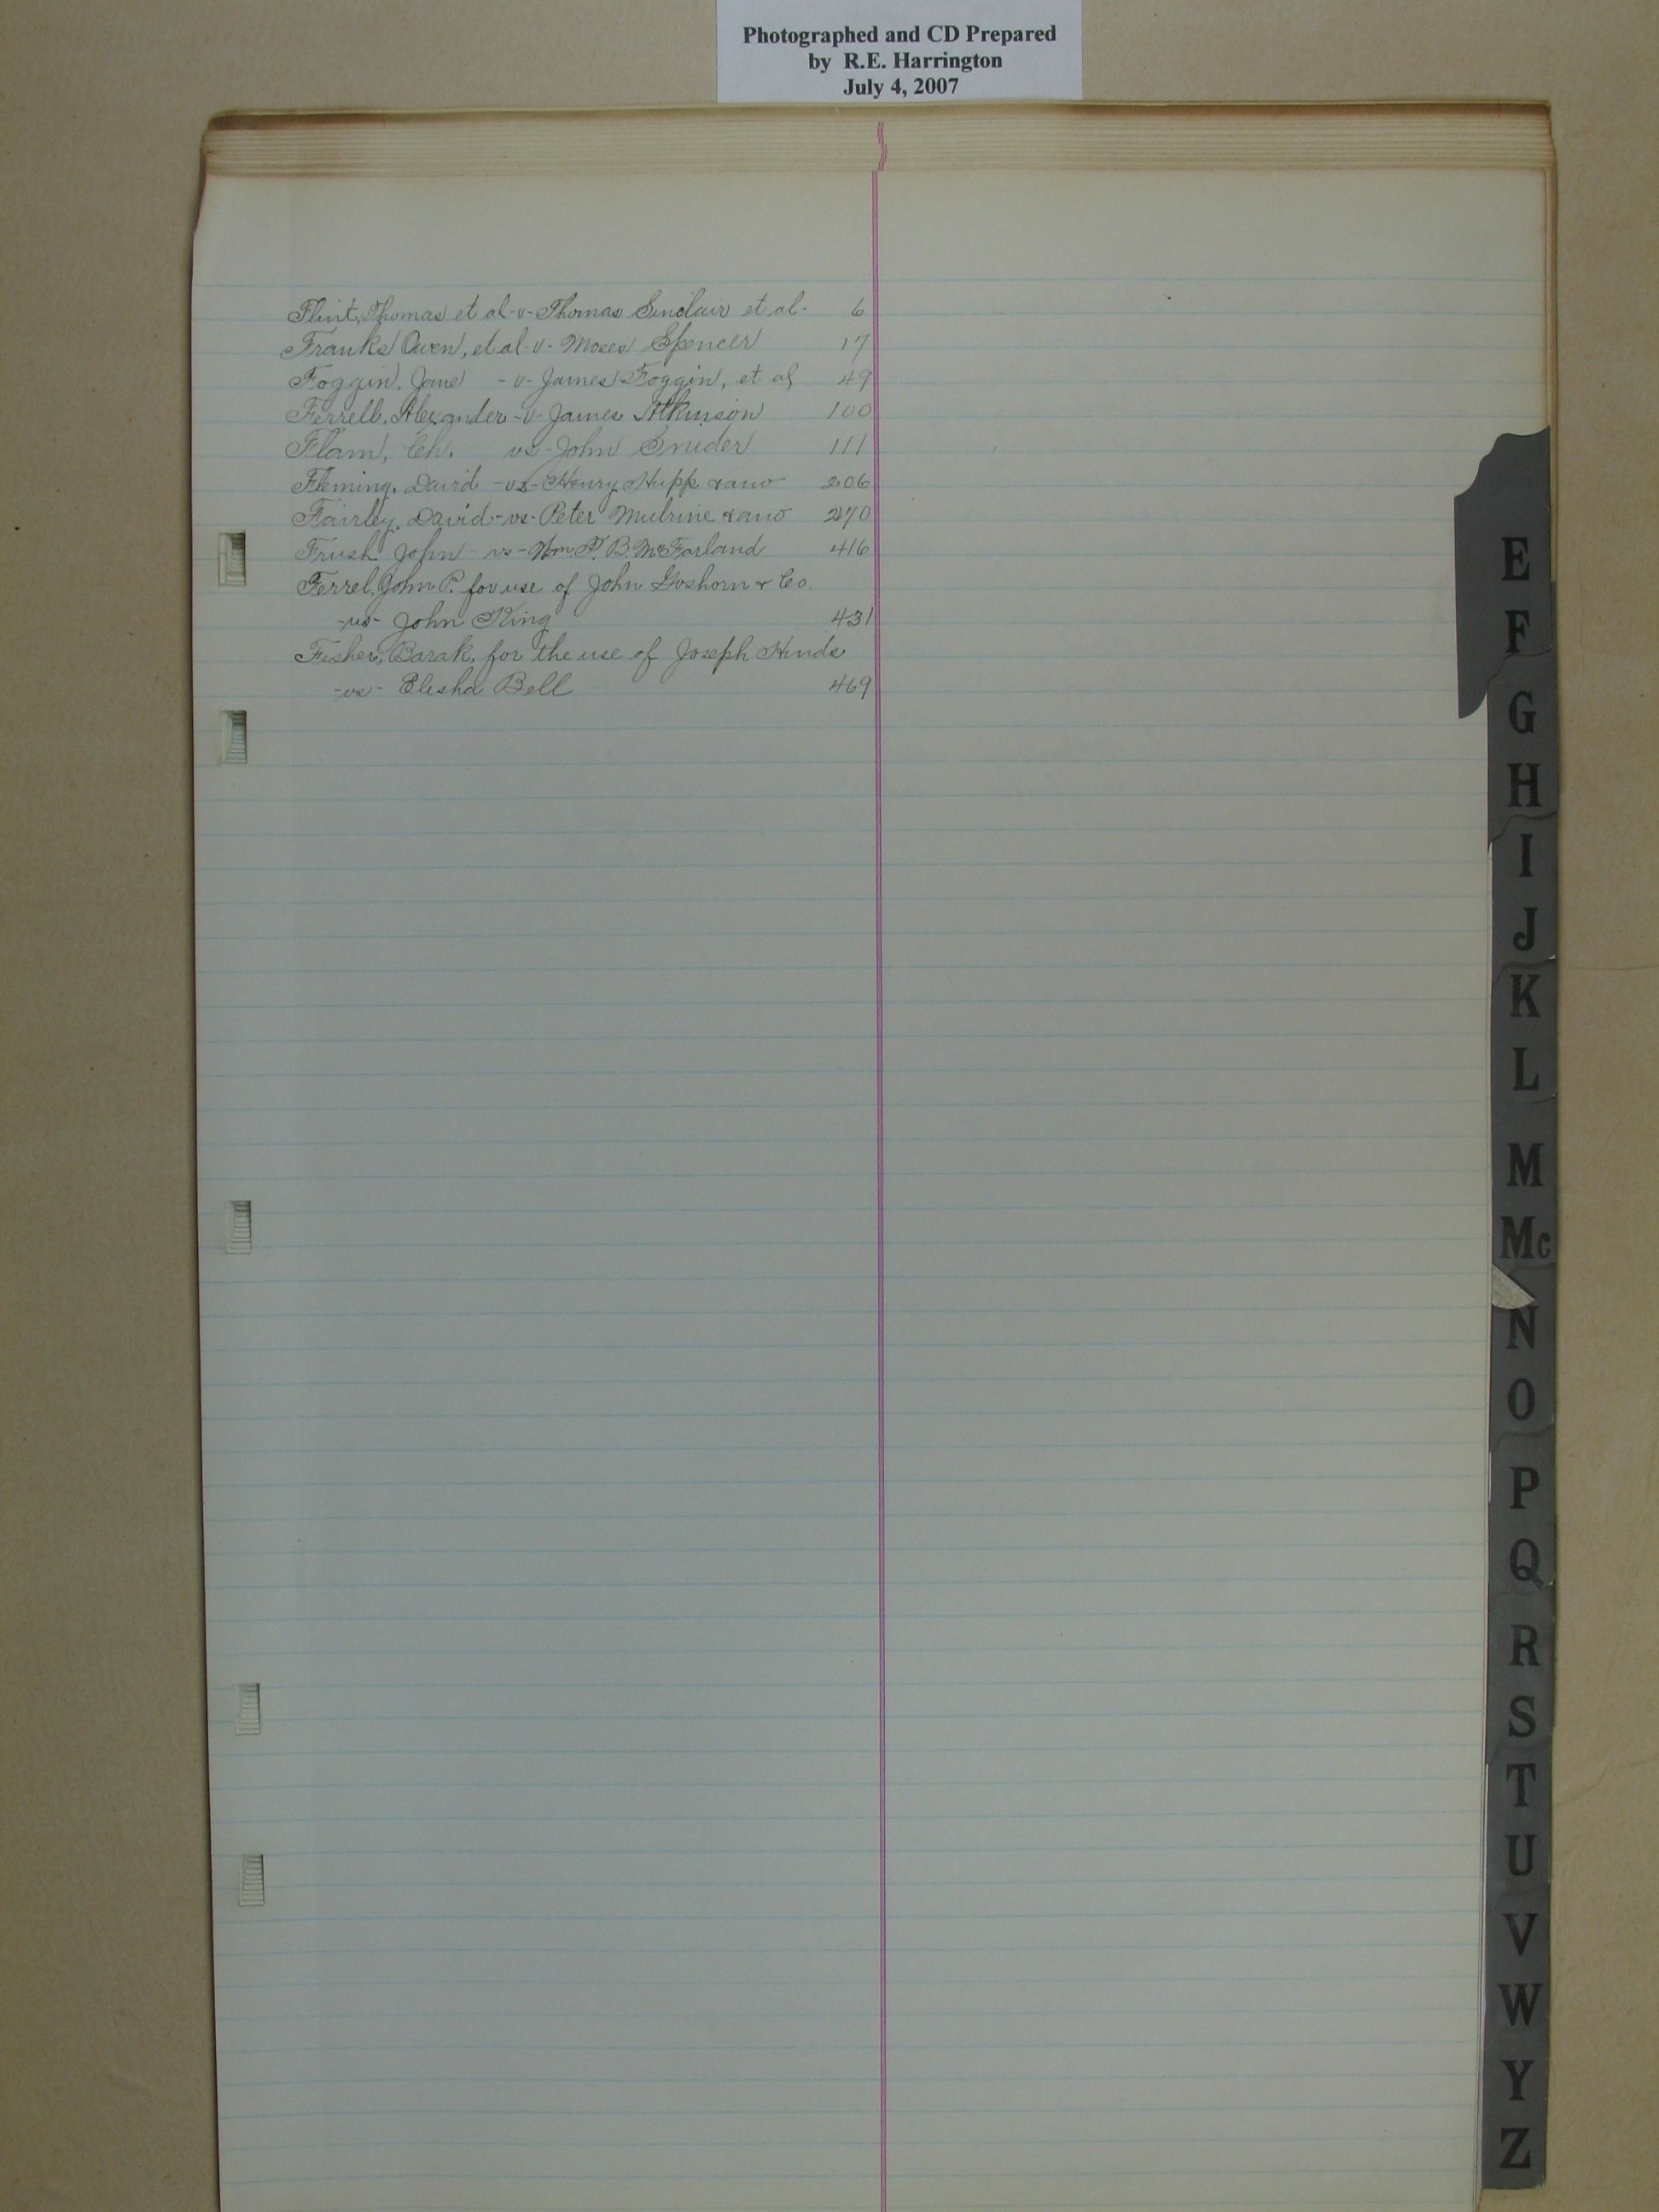 Photographed and CD Prepared
by R.E. Harrington
July 4, 2007
Flint, Thomas et al -v- Thomas Sinclair et al. 6
Franks Owen, et al -v- Moses Spencer 17
Foggin, Jane -v- James Foggin, et al 49
Ferrell, Alexander -v- James Atkinson 100
Flam, Ch. vs- John Snider 111
Fleming, David -vs- Henry Hupp & ano 206
Fairley, David -vs- Peter Mulrine & ano 270
Frush John -vs- Wm. P. B. McFarland 416
Ferrel, John P. for use of John Goshorn & Co.
-vs- John King 431
Fisher, Barak, for the use of Joseph Hinds
-vs- Elisha Bell 469
E
F
G
H
I
J
K
L
M
Mc
N
O
P
Q
R
S
T
U
V
W
Y
Z